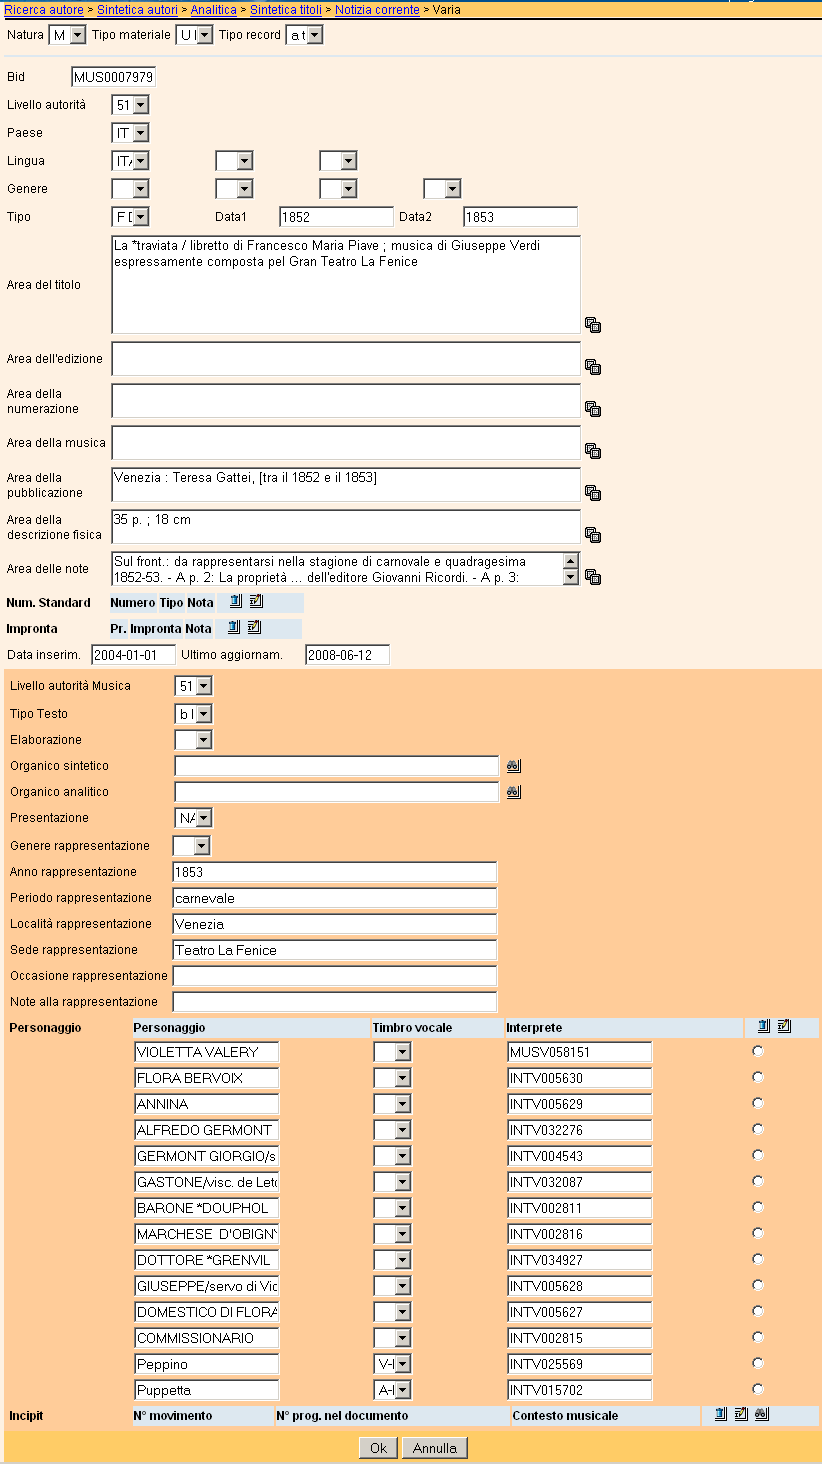 Ricerca autore > Sintetica autori > Analitica > Sintetica titoli > Notizia corrente > Varia
Natura M Tipo materiale U Tipo record a t
Bid MUS0007979
Livello autorità 51
Paese IT
Lingua ITA
Genere
Tipo F D Data1 1852 Data2 1853
Area del titolo
La *traviata / libretto di Francesco Maria Piave ; musica di Giuseppe Verdi
espressamente composta pel Gran Teatro La Fenice
Area dell'edizione
Area della
numerazione
Area della musica
Area della
pubblicazione
Venezia : Teresa Gattei, [tra il 1852 e il 1853]
Area della
descrizione fisica
35 p. ; 18 cm
Area delle note
Sul front.: da rappresentarsi nella stagione di carnovale e quadragesima
1852-53. - A p. 2: La proprietà ... dell'editore Giovanni Ricordi. - A p. 3:
Num. Standard Numero Tipo Nota
Impronta Pr. Impronta Nota
Data inserim. 2004-01-01 Ultimo aggiornam. 2008-06-12
Livello autorità Musica 51
Tipo Testo b
Elaborazione
Organico sintetico
Organico analitico
Presentazione NA
Genere rappresentazione
Anno rappresentazione 1853
Periodo rappresentazione carnevale
Località rappresentazione Venezia
Sede rappresentazione Teatro La Fenice
Occasione rappresentazione
Note alla rappresentazione
Personaggio Personaggio Timbro vocale Interprete
VIOLETTA VALERY MUSV058151
FLORA BERVOIX INTV005630
ANNINA INTV005629
ALFREDO GERMONT INTV032276
GERMONT GIORGIO/s INTV004543
GASTONE/visc. de Leto INTV032087
BARONE *DOUPHOL INTV002811
MARCHESE D'OBIGNY INTV002816
DOTTORE *GRENVIL INTV034927
GIUSEPPE/servo di Vio INTV005628
DOMESTICO DI FLORA INTV005627
COMMISSIONARIO INTV002815
Peppino V- INTV025569
Puppetta A- INTV015702
Incipit N° movimento N° prog. nel documento Contesto musicale
Ok Annulla